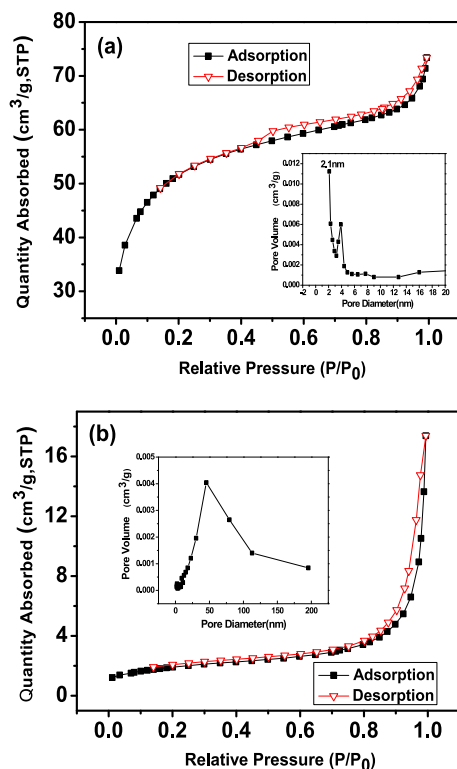 (a)
Adsorption
Desorption
Quantity Absorbed (cm³/g,STP)
80
70
60
50
40
30
0.0 0.2 0.4 0.6 0.8 1.0
Relative Pressure (P/P₀)
2.1nm
Pore Volume (cm³/g)
0.012
0.010
0.008
0.006
0.004
0.002
0.000
-2 0 2 4 6 8 10 12 14 16 18 20
Pore Diameter(nm)
(b)
Quantity Absorbed (cm³/g,STP)
16
12
8
4
0
0.0 0.2 0.4 0.6 0.8 1.0
Relative Pressure (P/P₀)
Pore Volume (cm³/g)
0.005
0.004
0.003
0.002
0.001
0.000
0 50 100 150 200
Pore Diameter(nm)
Adsorption
Desorption